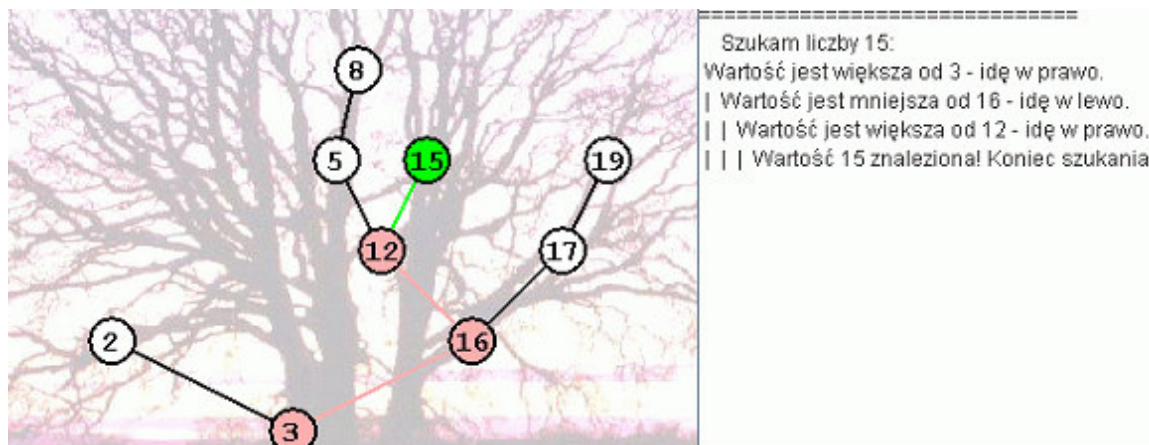 ==============================
Szukam liczby 15:
Wartość jest większa od 3 - idę w prawo.
| Wartość jest mniejsza od 16 - idę w lewo.
| | Wartość jest większa od 12 - idę w prawo.
| | | Wartość 15 znaleziona! Koniec szukania
8
5 15 19
12 17
2 16
3